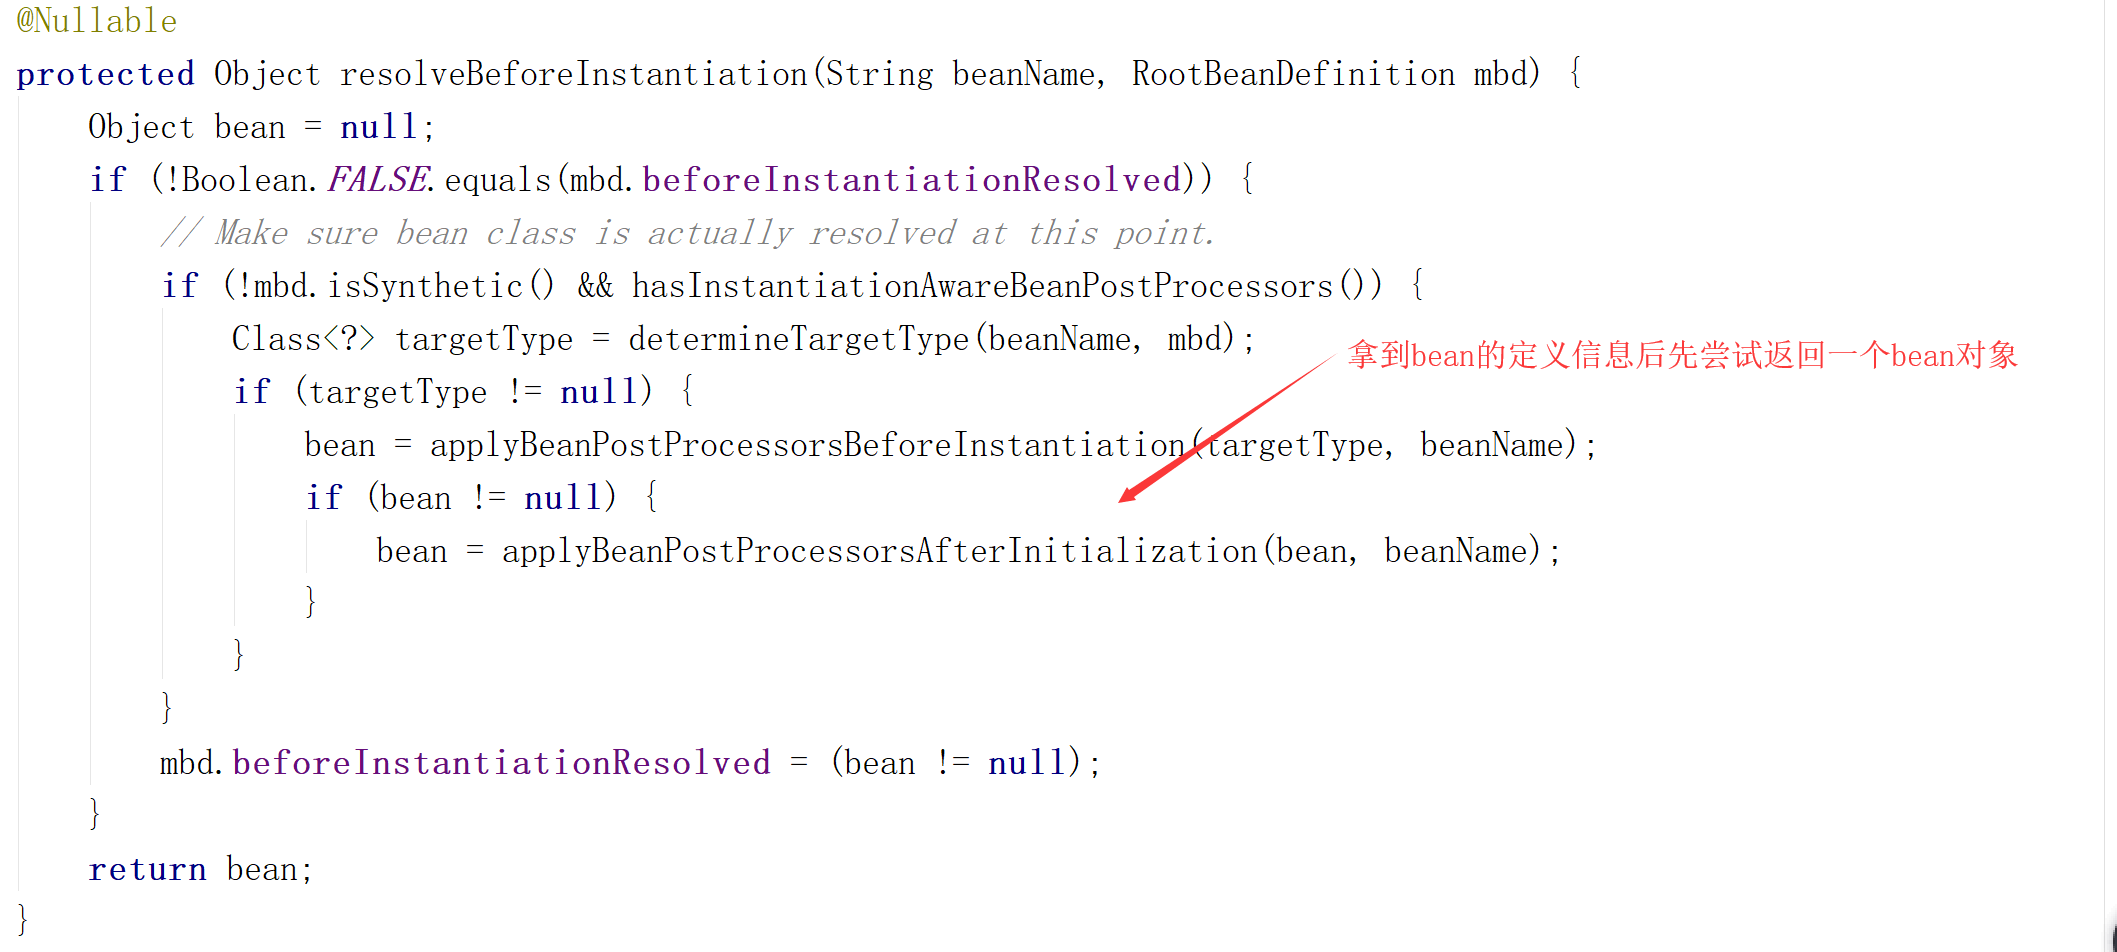 @Nullable
protected Object resolveBeforeInstantiation(String beanName, RootBeanDefinition mbd) {
    Object bean = null;
    if (!Boolean.FALSE.equals(mbd.beforeInstantiationResolved)) {
        // Make sure bean class is actually resolved at this point.
        if (!mbd.isSynthetic() && hasInstantiationAwareBeanPostProcessors()) {
            Class<?> targetType = determineTargetType(beanName, mbd);
拿到bean的定义信息后先尝试返回一个bean对象
            if (targetType != null) {
                bean = applyBeanPostProcessorsBeforeInstantiation(targetType, beanName);
                if (bean != null) {
                    bean = applyBeanPostProcessorsAfterInitialization(bean, beanName);
                }
            }
        }
        mbd.beforeInstantiationResolved = (bean != null);
    }
    return bean;
}